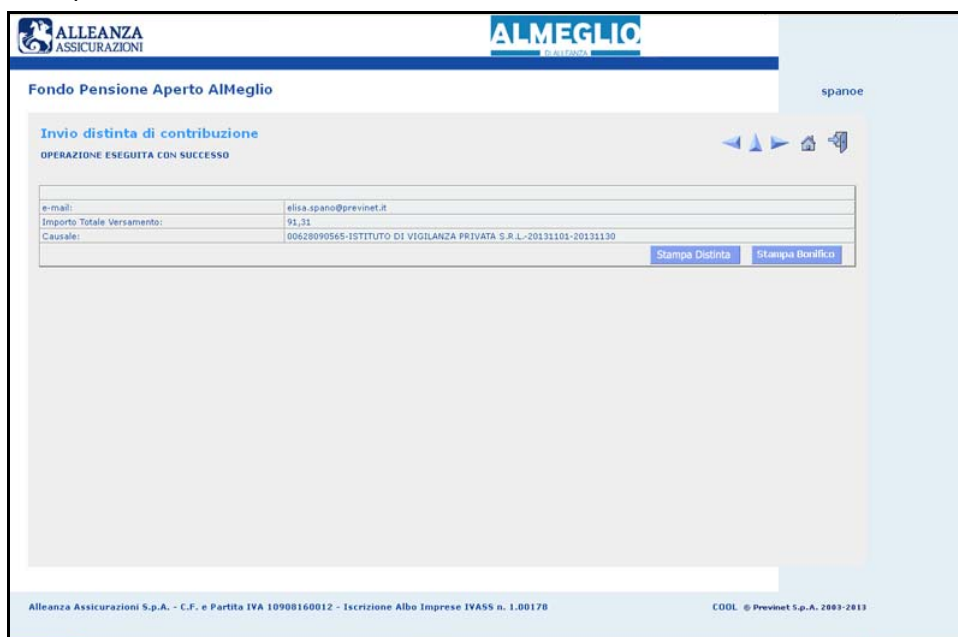 ALLEANZA
ASSICURAZIONI
ALMEGLIO
DI ALLEANZA
Fondo Pensione Aperto AlMeglio
spanoe
Invio distinta di contribuzione
OPERAZIONE ESEGUITA CON SUCCESSO
e-mail: elisa.spano@previnet.it
Importo Totale Versamento: 91,31
Causale: 00628090565-ISTITUTO DI VIGILANZA PRIVATA S.R.L.-20131101-20131130
Stampa Distinta Stampa Bonifico
Alleanza Assicurazioni S.p.A. - C.F. e Partita IVA 10908160012 - Iscrizione Albo Imprese IVASS n. 1.00178 COOL © Previnet S.p.A. 2003-2013